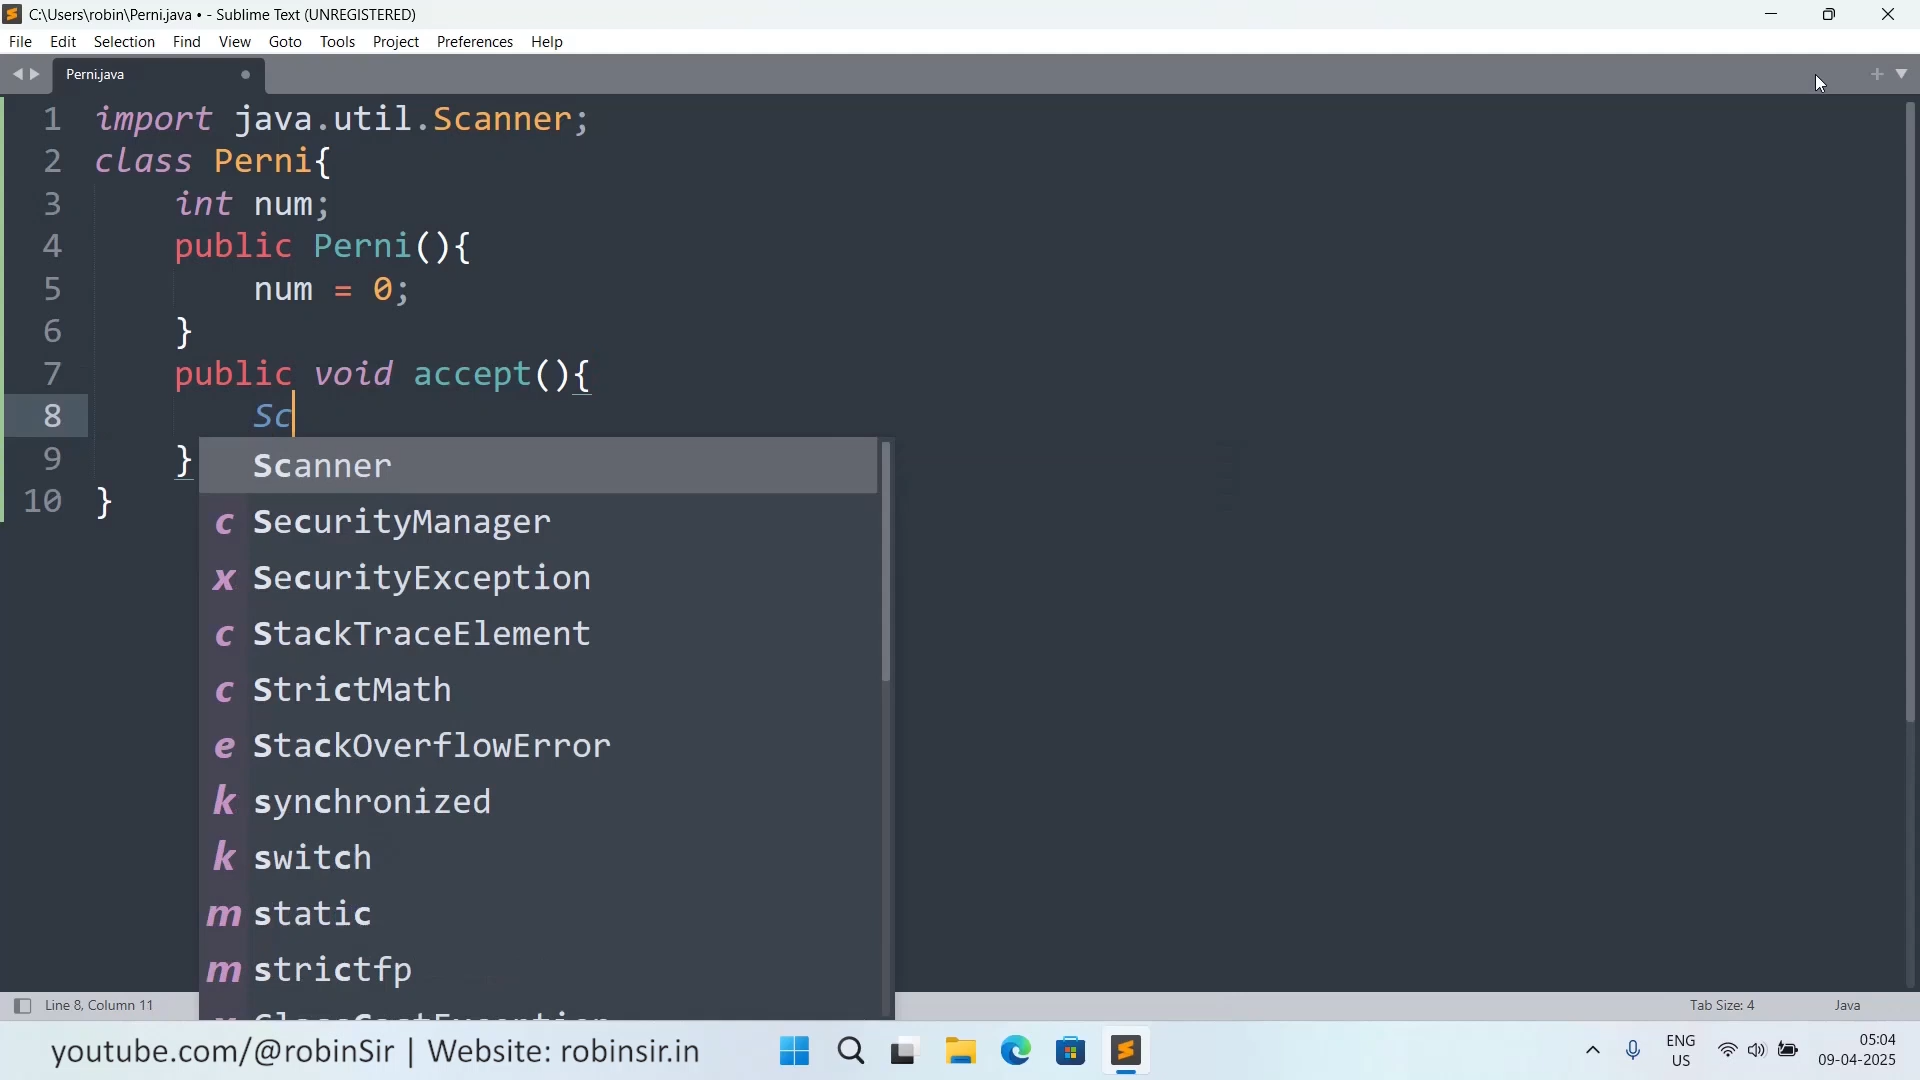 C:\Users\robin\Perni.java • - Sublime Text (UNREGISTERED)
File Edit Selection Find View Goto Tools Project Preferences Help
Perni.java
1 import java.util.Scanner;
2 class Perni{
3 int num;
4 public Perni(){
5 num = 0;
6 }
7 public void accept(){
8 Sc
9 }
10 }
Scanner
c SecurityManager
x SecurityException
c StackTraceElement
c StrictMath
e StackOverflowError
k synchronized
k switch
m static
m strictfp
Line 8, Column 11
Tab Size: 4
Java
youtube.com/@robinSir | Website: robinsir.in
ENG
US
05:04
09-04-2025